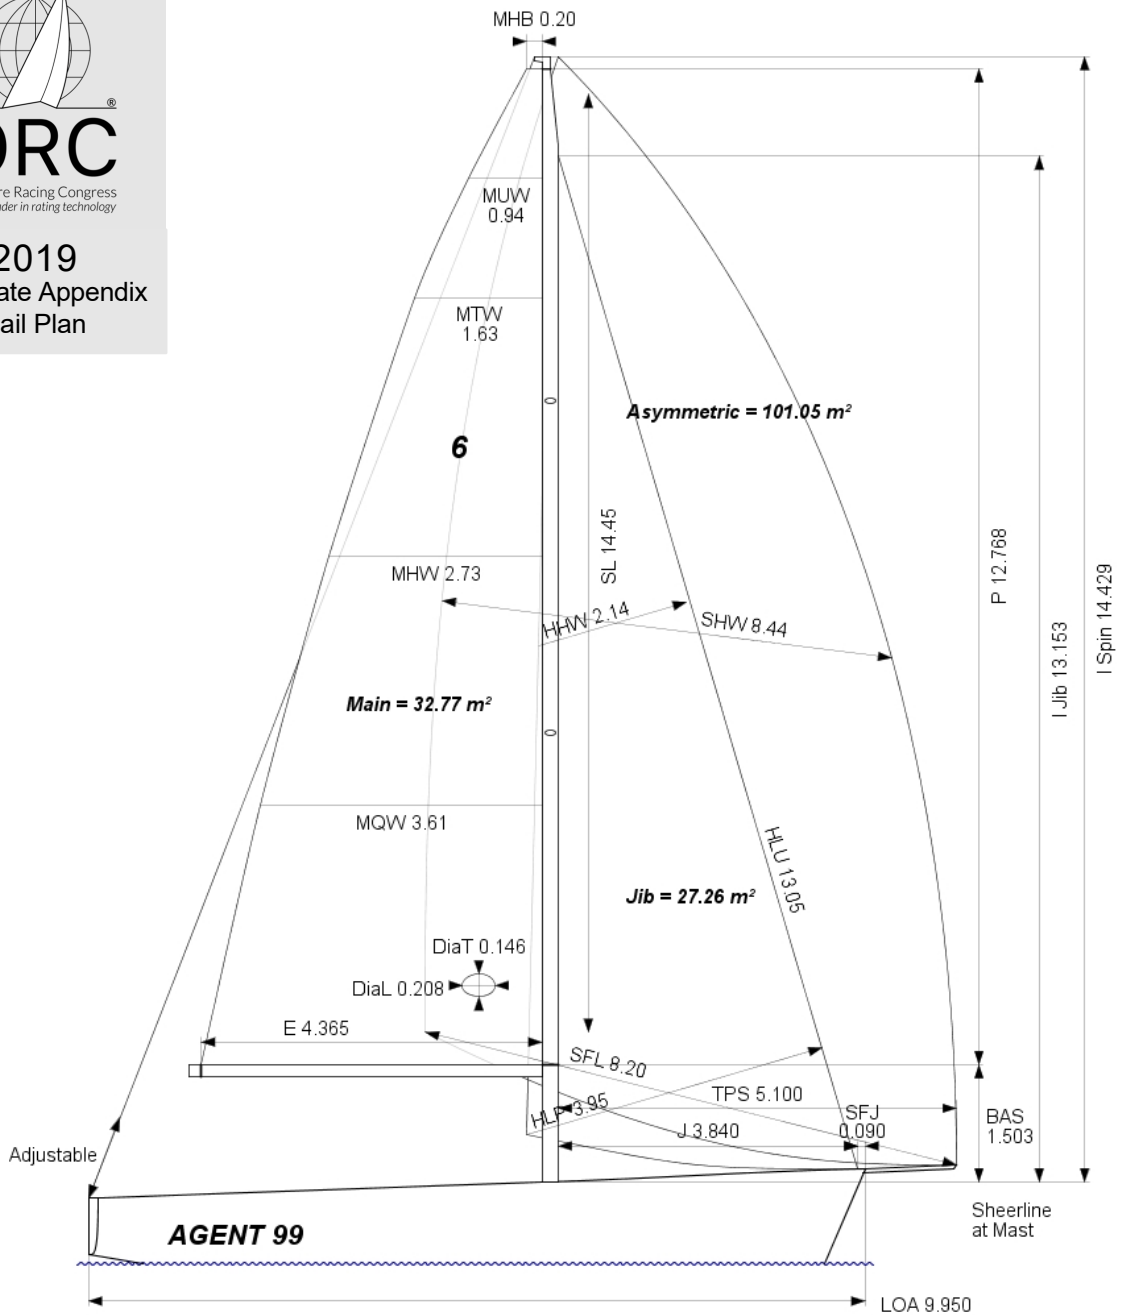 MHB 0.20
®
RC
re Racing Congress
der in rating technology
2019
ate Appendix
ail Plan
MUW
0.94
MTW
1.63
Asymmetric = 101.05 m²
6
SL 14.45
P 12.768
MHW 2.73
HHW 2.14
SHW 8.44
I Jib 13.153
I Spin 14.429
Main = 32.77 m²
MQW 3.61
HLU 13.05
Jib = 27.26 m²
DiaT 0.146
DiaL 0.208
E 4.365
SFL 8.20
TPS 5.100
HLP 3.95
SFJ
0.090
J 3.840
BAS
1.503
Adjustable
Sheerline
at Mast
AGENT 99
LOA 9.950